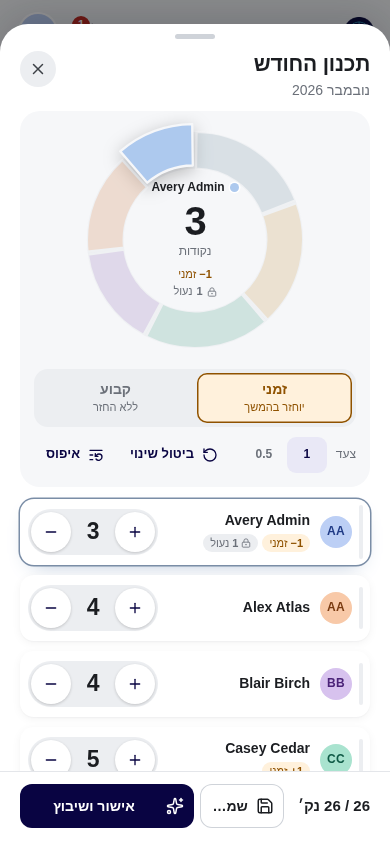 1
תכנון החודש
נובמבר 2026
Avery Admin
3
נקודות
−1 זמני
1 נעול
זמני
יוחזר בהמשך
קבוע
ללא החזר
צעד
1
0.5
ביטול שינוי
איפוס
AA
Avery Admin
−1 זמני
1 נעול
+ 3 −
AA
Alex Atlas
+ 4 −
BB
Blair Birch
+ 4 −
CC
Casey Cedar
+ 5 −
26 / 26 נק׳
שמ...
אישור ושיבוץ